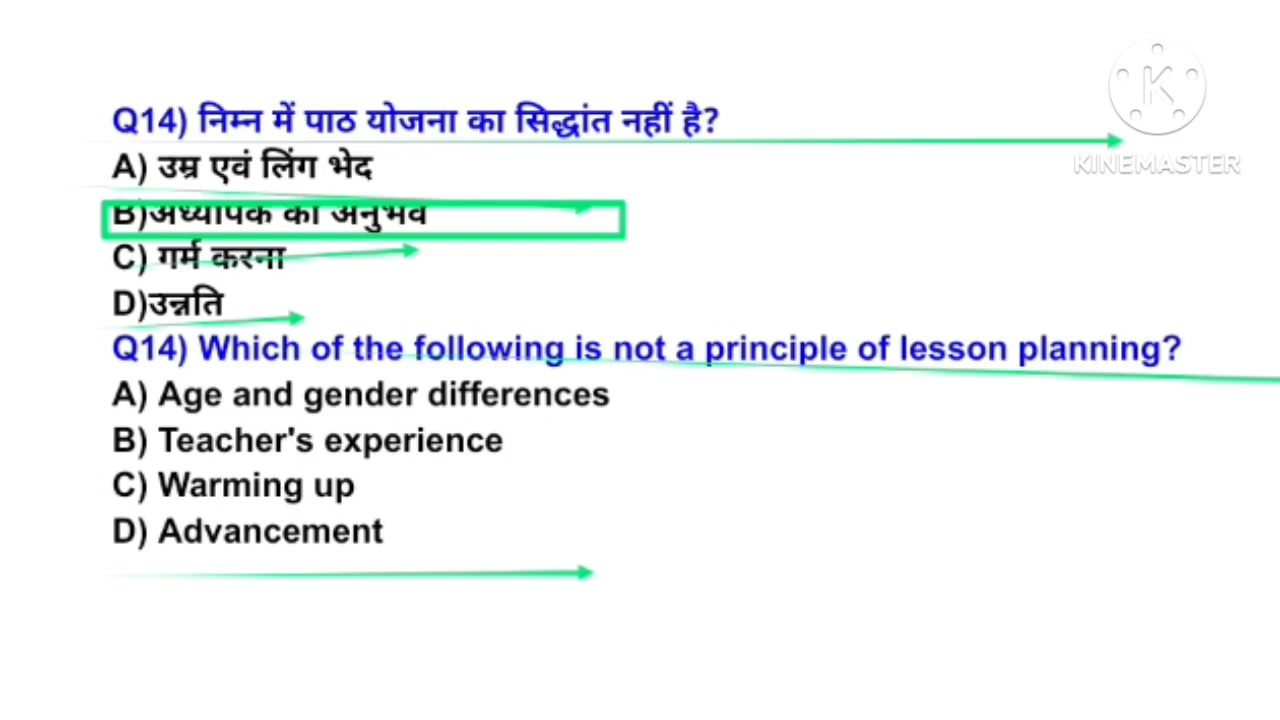 Q14) निम्न में पाठ योजना का सिद्धांत नहीं है?
A) उम्र एवं लिंग भेद
B)अध्यापक का अनुभव
C) गर्म करना
D)उन्नति
Q14) Which of the following is not a principle of lesson planning?
A) Age and gender differences
B) Teacher's experience
C) Warming up
D) Advancement
K
KINEMASTER